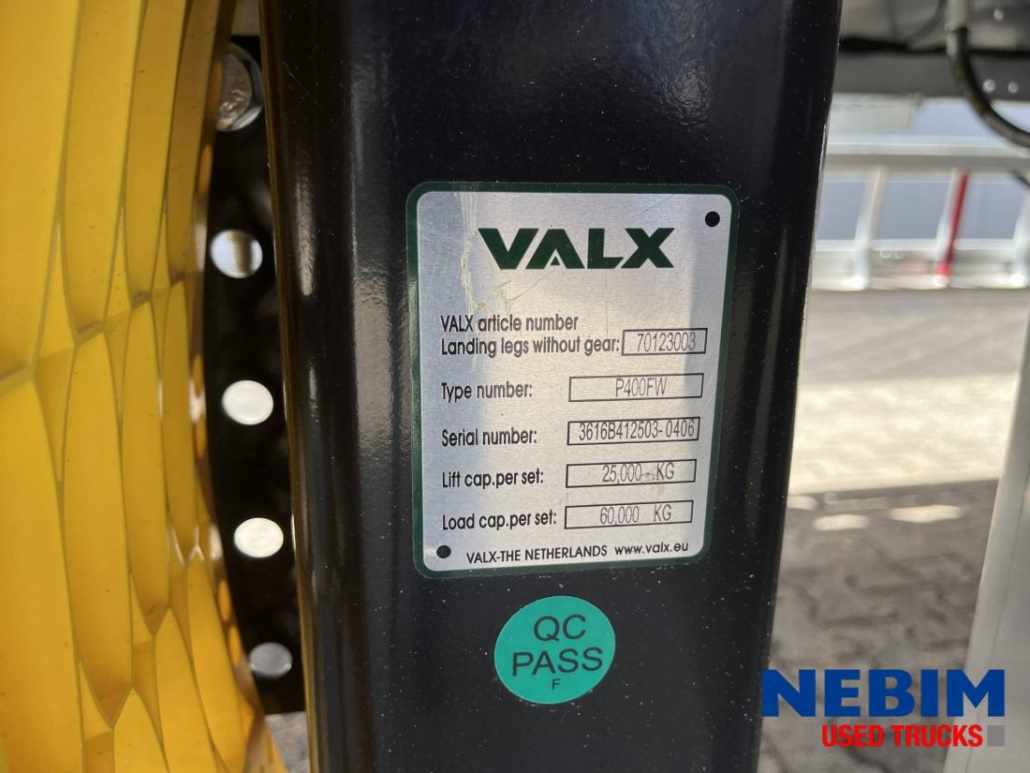 VALX
VALX article number
Landing legs without gear: 70123003
Type number: P400FW
Serial number: 3616B412503-0406
Lift cap.per set: 25,000 KG
Load cap.per set: 60,000 KG
VALX-THE NETHERLANDS www.valx.eu
QC
PASS
F
NEBIM
USED TRUCKS